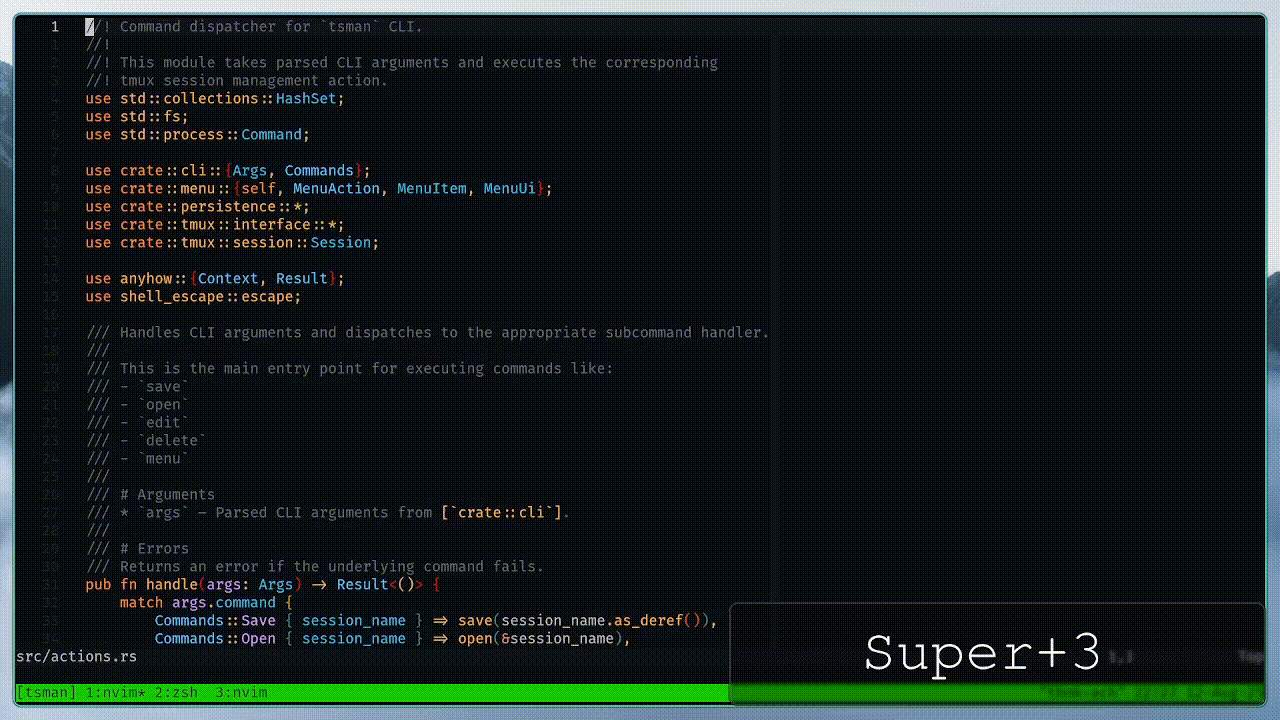 1 //! Command dispatcher for `tsman` CLI.
1 //!
2 //! This module takes parsed CLI arguments and executes the corresponding
3 //! tmux session management action.
4 use std::collections::HashSet;
5 use std::fs;
6 use std::process::Command;
7
8 use crate::cli::{Args, Commands};
9 use crate::menu::{self, MenuAction, MenuItem, MenuUi};
10 use crate::persistence::*;
11 use crate::tmux::interface::*;
12 use crate::tmux::session::Session;
13
14 use anyhow::{Context, Result};
15 use shell_escape::escape;
16
17 /// Handles CLI arguments and dispatches to the appropriate subcommand handler.
18 ///
19 /// This is the main entry point for executing commands like:
20 /// - `save`
21 /// - `open`
22 /// - `edit`
23 /// - `delete`
24 /// - `menu`
25 ///
26 /// # Arguments
27 /// * `args` - Parsed CLI arguments from [`crate::cli`].
28 ///
29 /// # Errors
30 /// Returns an error if the underlying command fails.
31 pub fn handle(args: Args) -> Result<()> {
32 match args.command {
33 Commands::Save { session_name } => save(session_name.as_deref()),
34 Commands::Open { session_name } => open(&session_name),
src/actions.rs
[tsman] 1:nvim* 2:zsh 3:nvim
Super+3